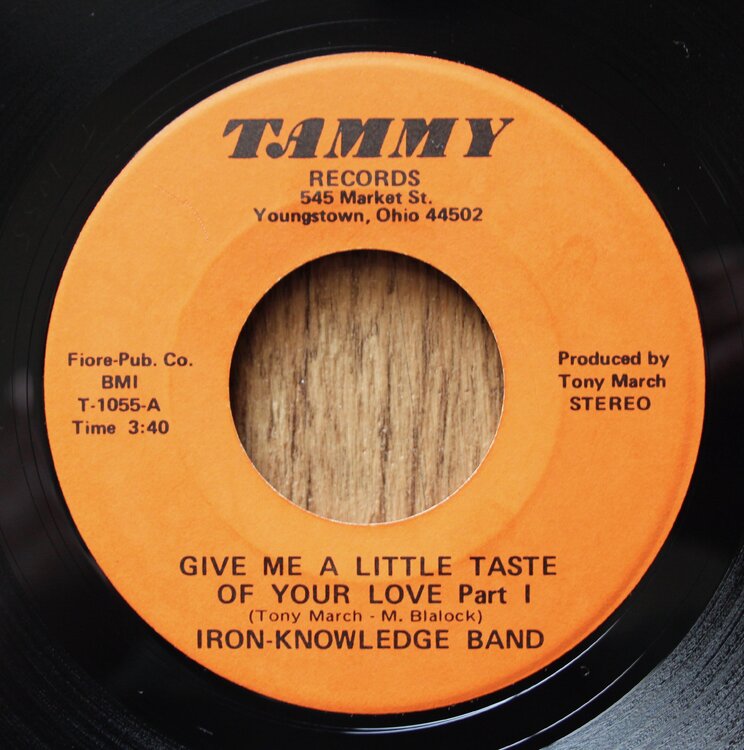 TAMMY
RECORDS
545 Market St.
Youngstown, Ohio 44502
Fiore-Pub. Co.
BMI
T-1055-A
Time 3:40
Produced by
Tony March
STEREO
GIVE ME A LITTLE TASTE
OF YOUR LOVE Part I
(Tony March - M. Blalock)
IRON-KNOWLEDGE BAND